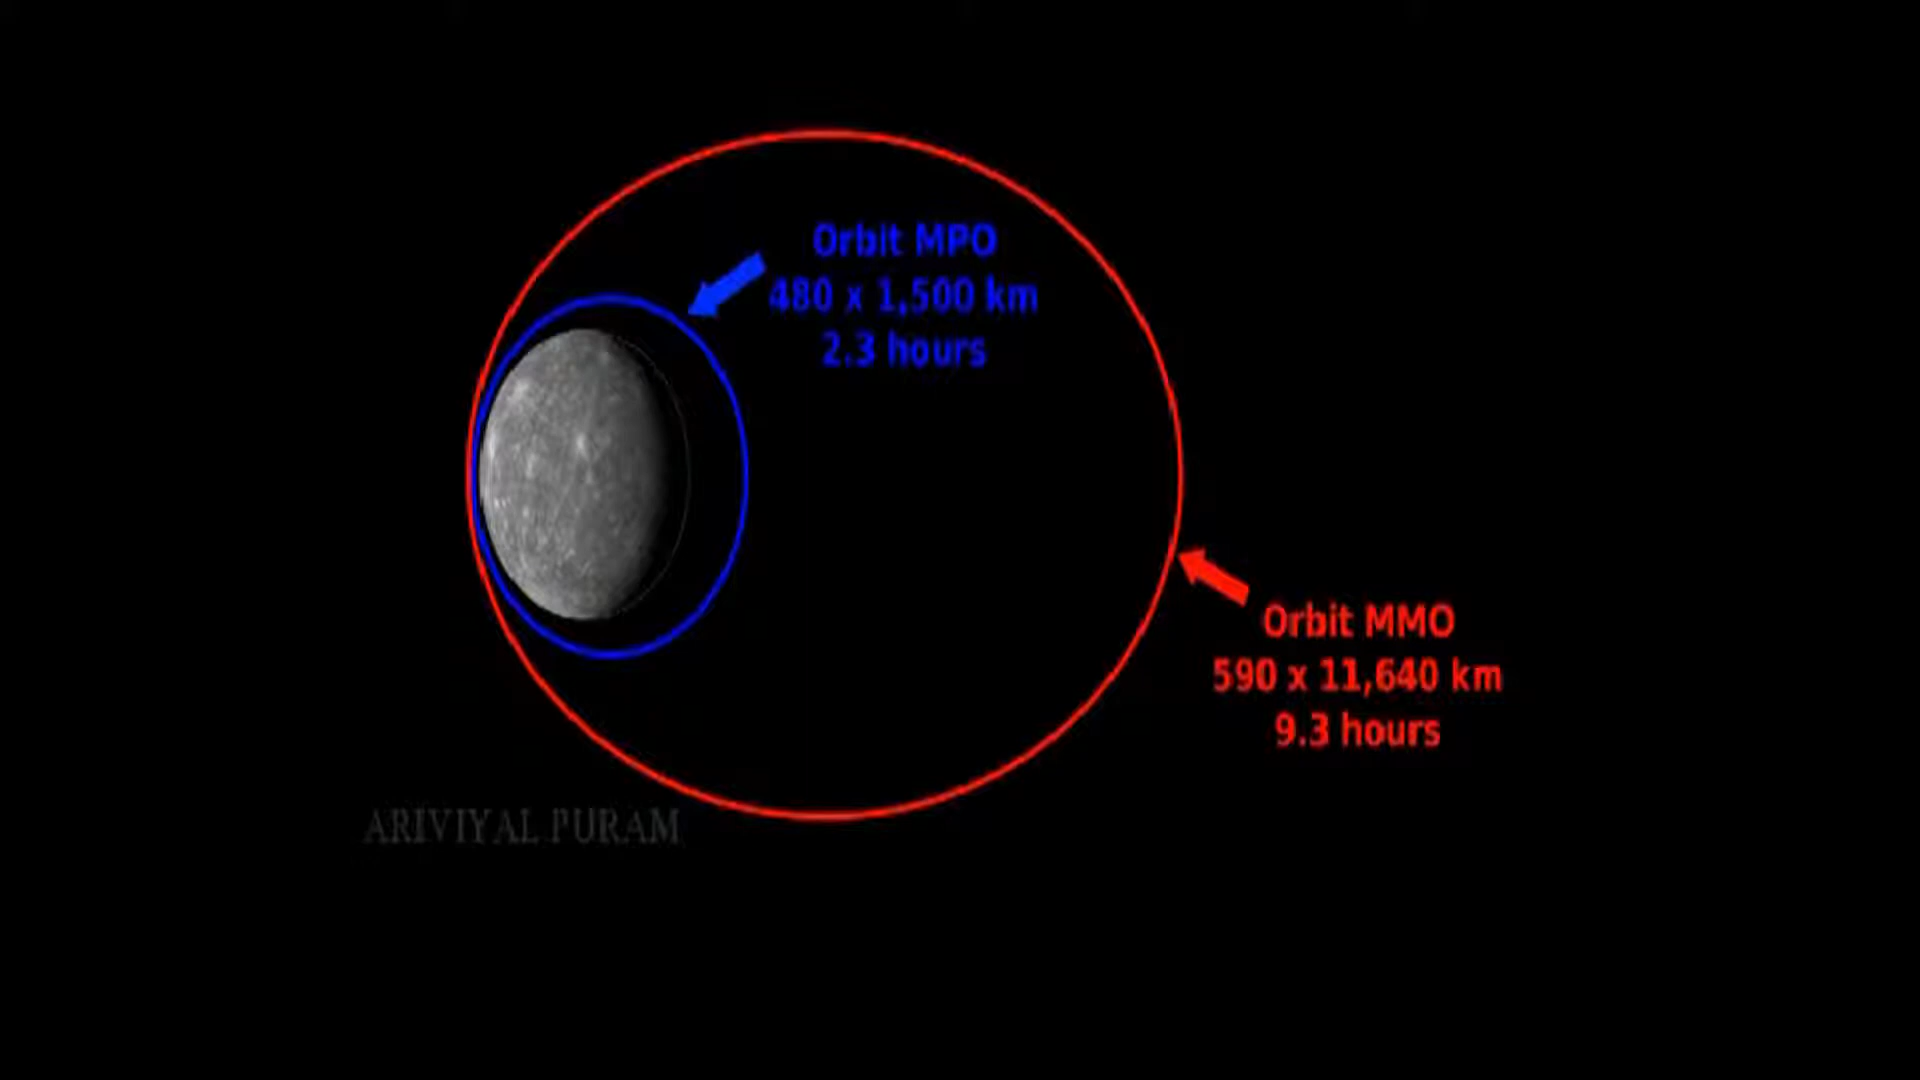 Orbit MPO
480 x 1,500 km
2.3 hours
Orbit MMO
590 x 11,640 km
9.3 hours
ARIVIYAL PURAM